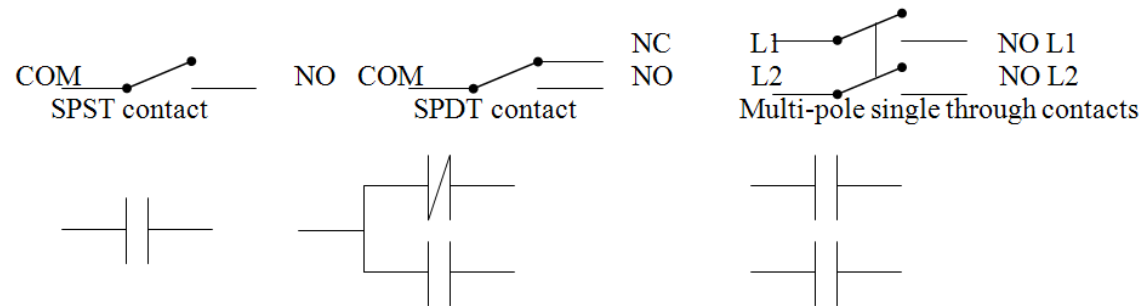 NC L1 NO L1
COM NO COM NO L2 NO L2
SPST contact SPDT contact Multi-pole single through contacts